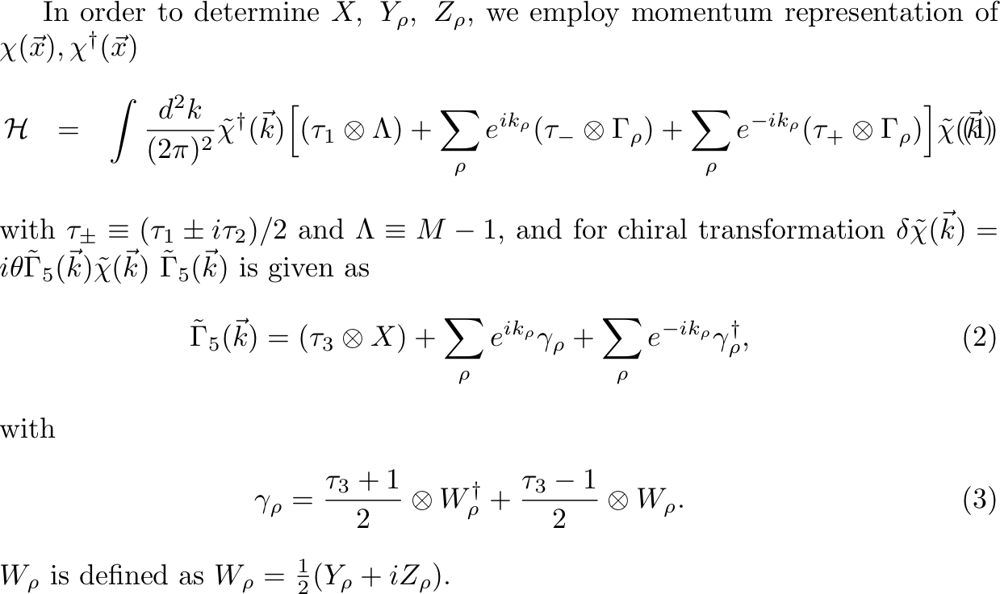 In order to determine $X,\ Y_\rho,\ Z_\rho$, we employ momentum representation of
$\chi(\vec{x}), \chi^\dagger(\vec{x})$
$\mathcal{H} = \int \frac{d^2k}{(2\pi)^2} \tilde{\chi}^\dagger(\vec{k}) \Big[ (\tau_1 \otimes \Lambda) + \sum_\rho e^{ik_\rho} (\tau_- \otimes \Gamma_\rho) + \sum_\rho e^{-ik_\rho} (\tau_+ \otimes \Gamma_\rho) \Big] \tilde{\chi}(\vec{k})$ (1)
with $\tau_\pm \equiv (\tau_1 \pm i\tau_2)/2$ and $\Lambda \equiv M - 1$, and for chiral transformation $\delta\tilde{\chi}(\vec{k}) =$
$i\theta\tilde{\Gamma}_5(\vec{k})\tilde{\chi}(\vec{k})\ \tilde{\Gamma}_5(\vec{k})$ is given as
$\tilde{\Gamma}_5(\vec{k}) = (\tau_3 \otimes X) + \sum_\rho e^{ik_\rho} \gamma_\rho + \sum_\rho e^{-ik_\rho} \gamma_\rho^\dagger,$ (2)
with
$\gamma_\rho = \frac{\tau_3 + 1}{2} \otimes W_\rho^\dagger + \frac{\tau_3 - 1}{2} \otimes W_\rho.$ (3)
$W_\rho$ is defined as $W_\rho = \frac{1}{2}(Y_\rho + iZ_\rho)$.